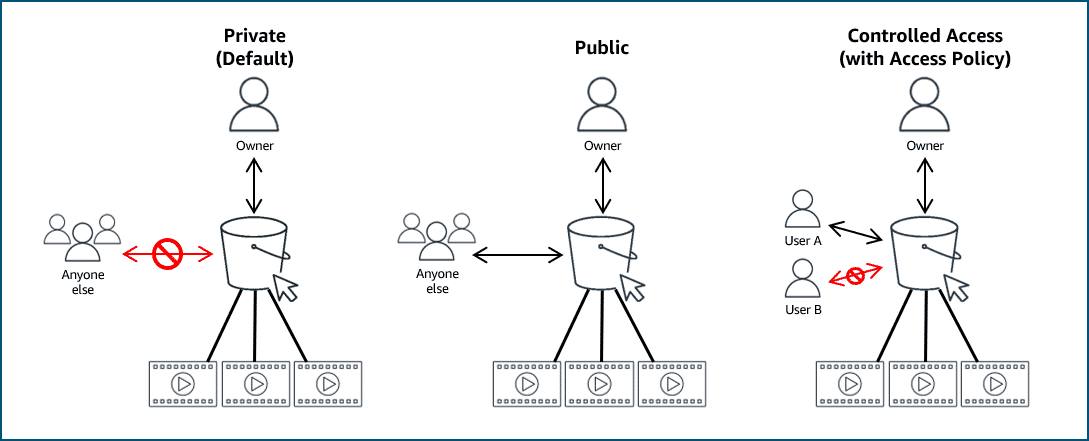 Private
(Default)
Owner
Anyone
else
Public
Owner
Anyone
else
Controlled Access
(with Access Policy)
Owner
User A
User B